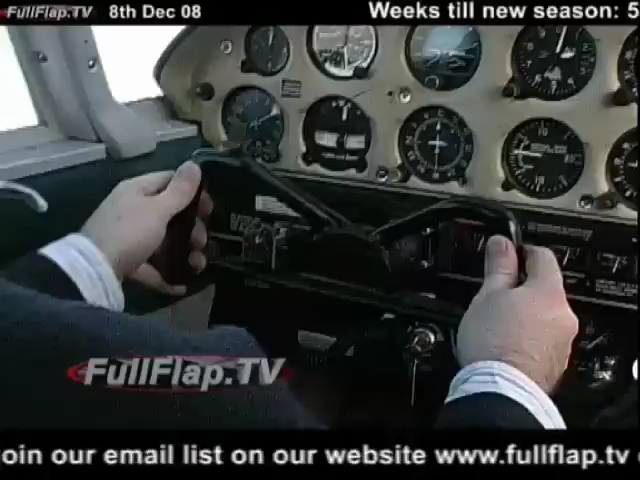 FullFlap.TV
8th Dec 08
Weeks till new season: 5
FullFlap.TV
oin our email list on our website www.fullflap.tv